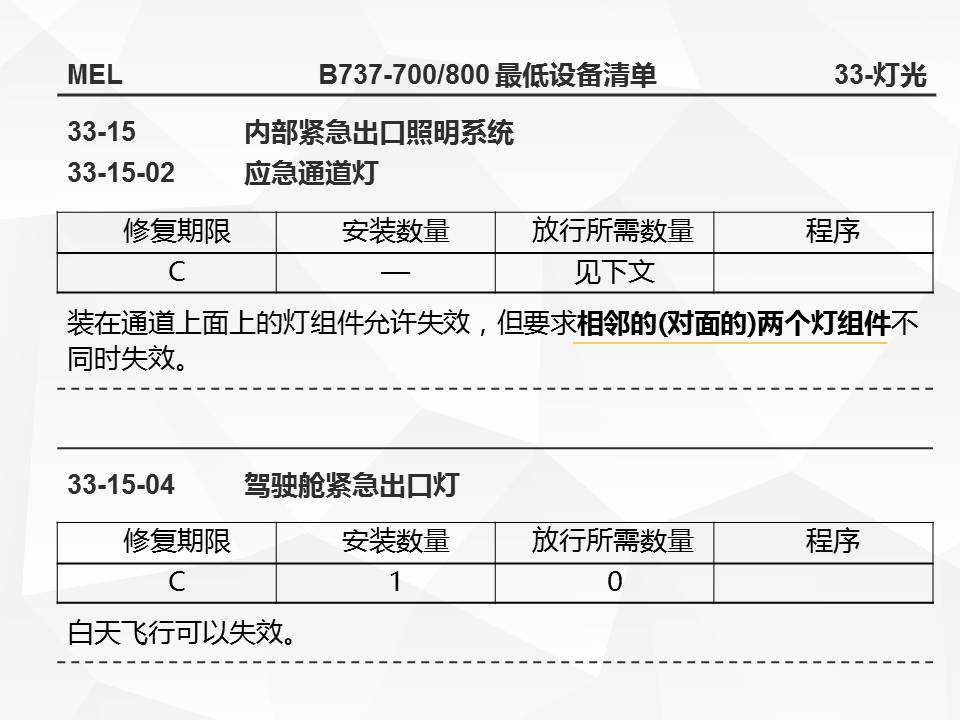 MEL B737-700/800 最低设备清单 33-灯光
33-15 内部紧急出口照明系统
33-15-02 应急通道灯
修复期限 安装数量 放行所需数量 程序
C — 见下文
装在通道上面上的灯组件允许失效，但要求相邻的(对面的)两个灯组件不
同时失效。
33-15-04 驾驶舱紧急出口灯
修复期限 安装数量 放行所需数量 程序
C 1 0
白天飞行可以失效。